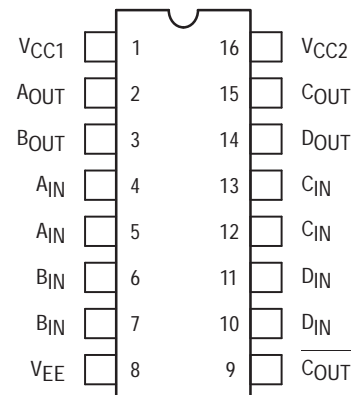 VCC1 1 16 VCC2
AOUT 2 15 COUT
BOUT 3 14 DOUT
AIN 4 13 CIN
AIN 5 12 CIN
BIN 6 11 DIN
BIN 7 10 DIN
VEE 8 9 C̅O̅U̅T̅